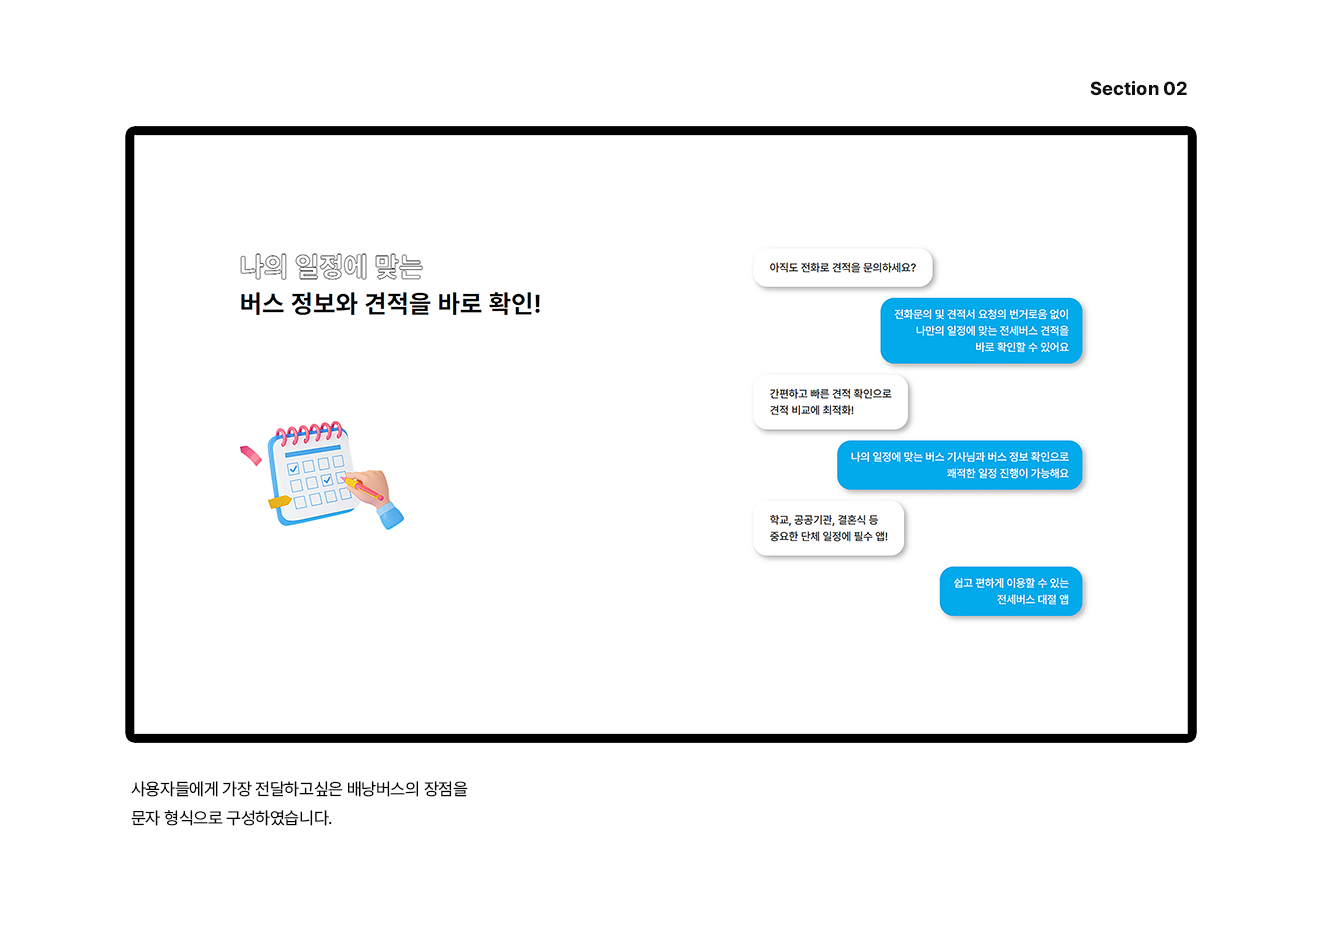 Section 02
나의 일정에 맞는
버스 정보와 견적을 바로 확인!
아직도 전화로 견적을 문의하세요?
전화문의 및 견적서 요청의 번거로움 없이
나만의 일정에 맞는 전세버스 견적을
바로 확인할 수 있어요
간편하고 빠른 견적 확인으로
견적 비교에 최적화!
나의 일정에 맞는 버스 기사님과 버스 정보 확인으로
쾌적한 일정 진행이 가능해요
학교, 공공기관, 결혼식 등
중요한 단체 일정에 필수 앱!
쉽고 편하게 이용할 수 있는
전세버스 대절 앱
사용자들에게 가장 전달하고싶은 배낭버스의 장점을
문자 형식으로 구성하였습니다.